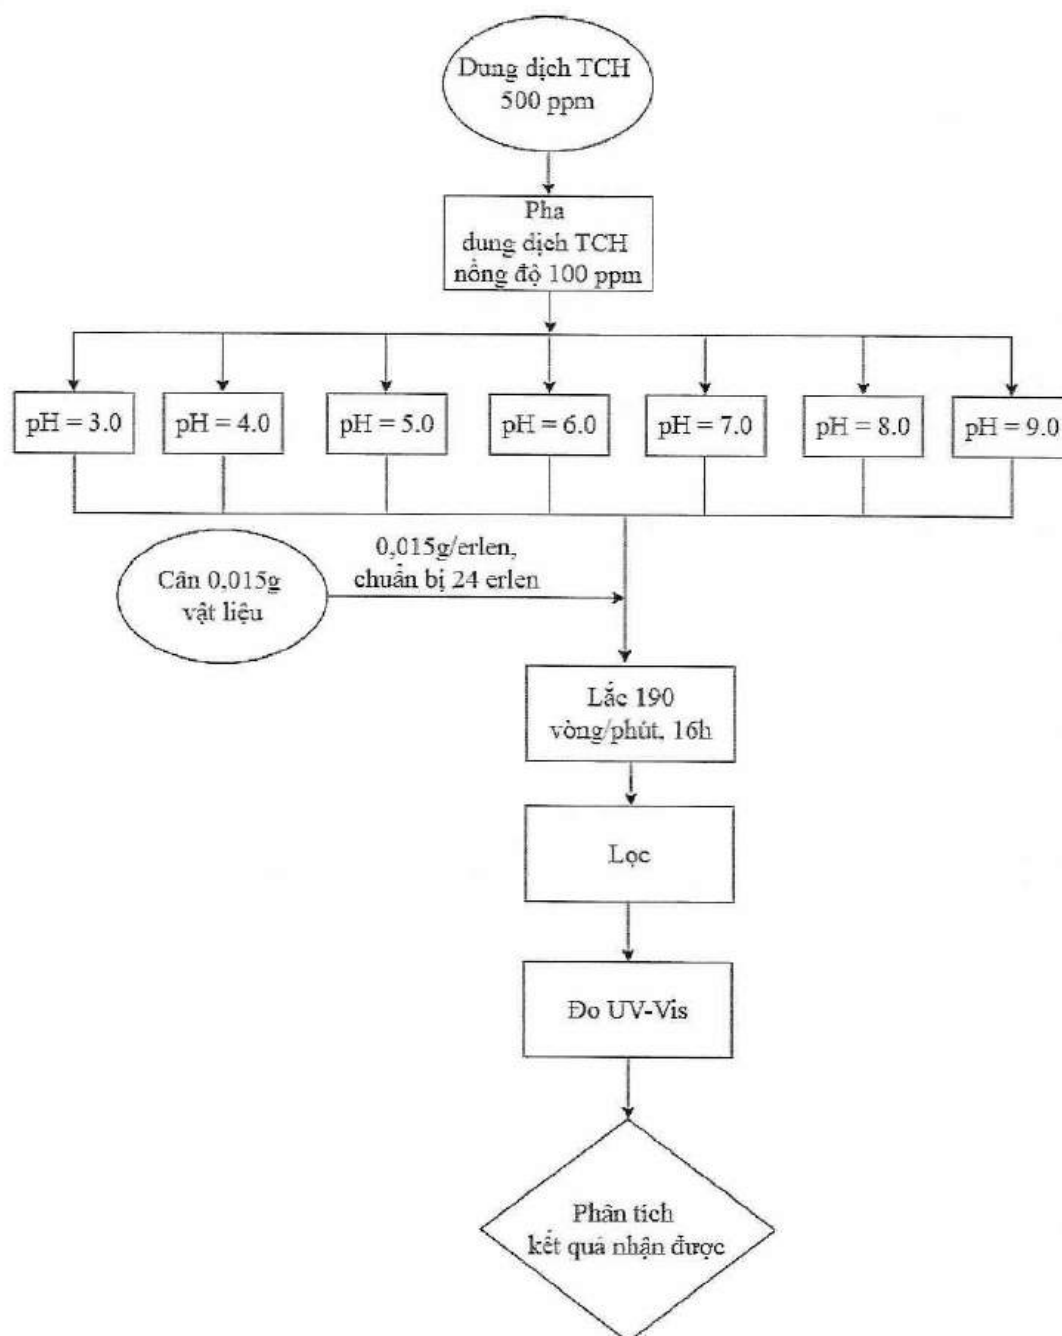 Dung dịch TCH
500 ppm
Pha
dung dịch TCH
nồng độ 100 ppm
pH = 3.0
pH = 4.0
pH = 5.0
pH = 6.0
pH = 7.0
pH = 8.0
pH = 9.0
0,015g/erlen,
chuẩn bị 24 erlen
Cân 0,015g
vật liệu
Lắc 190
vòng/phút, 16h
Lọc
Đo UV-Vis
Phân tích
kết quả nhận được